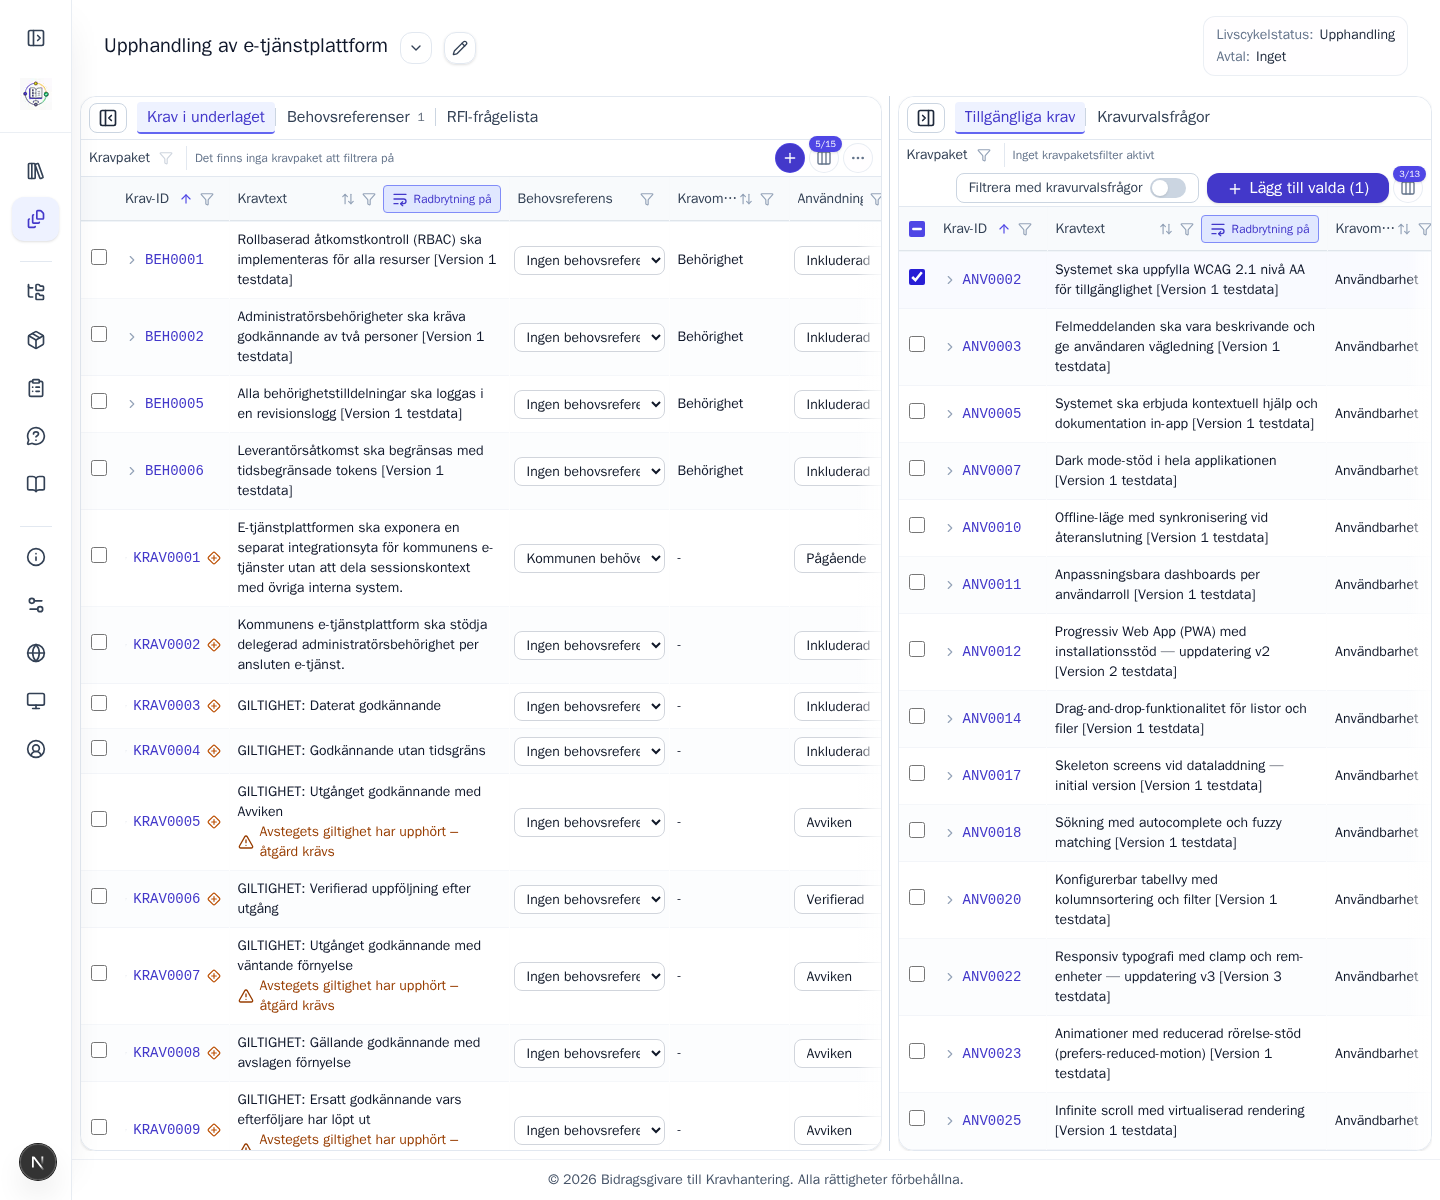 Upphandling av e-tjänstplattform
Livscykelstatus: Upphandling
Avtal: Inget
Krav i underlaget
Behovsreferenser 1
RFI-frågelista
Kravpaket
Det finns inga kravpaket att filtrera på
5/15
Krav-ID
Kravtext
Radbrytning på
Behovsreferens
Kravom···
Användning
BEH0001
Rollbaserad åtkomstkontroll (RBAC) ska
implementeras för alla resurser [Version 1
testdata]
Ingen behovsrefere
Behörighet
Inkluderad
BEH0002
Administratörsbehörigheter ska kräva
godkännande av två personer [Version 1
testdata]
Ingen behovsrefere
Behörighet
Inkluderad
BEH0005
Alla behörighetstilldelningar ska loggas i
en revisionslogg [Version 1 testdata]
Ingen behovsrefere
Behörighet
Inkluderad
BEH0006
Leverantörsåtkomst ska begränsas med
tidsbegränsade tokens [Version 1
testdata]
Ingen behovsrefere
Behörighet
Inkluderad
KRAV0001
E-tjänstplattformen ska exponera en
separat integrationsyta för kommunens e-
tjänster utan att dela sessionskontext
med övriga interna system.
Kommunen behöve
-
Pågående
KRAV0002
Kommunens e-tjänstplattform ska stödja
delegerad administratörsbehörighet per
ansluten e-tjänst.
Ingen behovsrefere
-
Inkluderad
KRAV0003
GILTIGHET: Daterat godkännande
Ingen behovsrefere
-
Inkluderad
KRAV0004
GILTIGHET: Godkännande utan tidsgräns
Ingen behovsrefere
-
Inkluderad
KRAV0005
GILTIGHET: Utgånget godkännande med
Avviken
Avstegets giltighet har upphört –
åtgärd krävs
Ingen behovsrefere
-
Avviken
KRAV0006
GILTIGHET: Verifierad uppföljning efter
utgång
Ingen behovsrefere
-
Verifierad
KRAV0007
GILTIGHET: Utgånget godkännande med
väntande förnyelse
Avstegets giltighet har upphört –
åtgärd krävs
Ingen behovsrefere
-
Avviken
KRAV0008
GILTIGHET: Gällande godkännande med
avslagen förnyelse
Ingen behovsrefere
-
Avviken
KRAV0009
GILTIGHET: Ersatt godkännande vars
efterföljare har löpt ut
Avstegets giltighet har upphört –
Ingen behovsrefere
-
Avviken
Tillgängliga krav
Kravurvalsfrågor
Kravpaket
Inget kravpaketsfilter aktivt
Filtrera med kravurvalsfrågor
Lägg till valda (1)
3/13
Krav-ID
Kravtext
Radbrytning på
Kravom···
ANV0002
Systemet ska uppfylla WCAG 2.1 nivå AA
för tillgänglighet [Version 1 testdata]
Användbarhet
ANV0003
Felmeddelanden ska vara beskrivande och
ge användaren vägledning [Version 1
testdata]
Användbarhet
ANV0005
Systemet ska erbjuda kontextuell hjälp och
dokumentation in-app [Version 1 testdata]
Användbarhet
ANV0007
Dark mode-stöd i hela applikationen
[Version 1 testdata]
Användbarhet
ANV0010
Offline-läge med synkronisering vid
återanslutning [Version 1 testdata]
Användbarhet
ANV0011
Anpassningsbara dashboards per
användarroll [Version 1 testdata]
Användbarhet
ANV0012
Progressiv Web App (PWA) med
installationsstöd — uppdatering v2
[Version 2 testdata]
Användbarhet
ANV0014
Drag-and-drop-funktionalitet för listor och
filer [Version 1 testdata]
Användbarhet
ANV0017
Skeleton screens vid dataladdning —
initial version [Version 1 testdata]
Användbarhet
ANV0018
Sökning med autocomplete och fuzzy
matching [Version 1 testdata]
Användbarhet
ANV0020
Konfigurerbar tabellvy med
kolumnsortering och filter [Version 1
testdata]
Användbarhet
ANV0022
Responsiv typografi med clamp och rem-
enheter — uppdatering v3 [Version 3
testdata]
Användbarhet
ANV0023
Animationer med reducerad rörelse-stöd
(prefers-reduced-motion) [Version 1
testdata]
Användbarhet
ANV0025
Infinite scroll med virtualiserad rendering
[Version 1 testdata]
Användbarhet
N
© 2026 Bidragsgivare till Kravhantering. Alla rättigheter förbehållna.